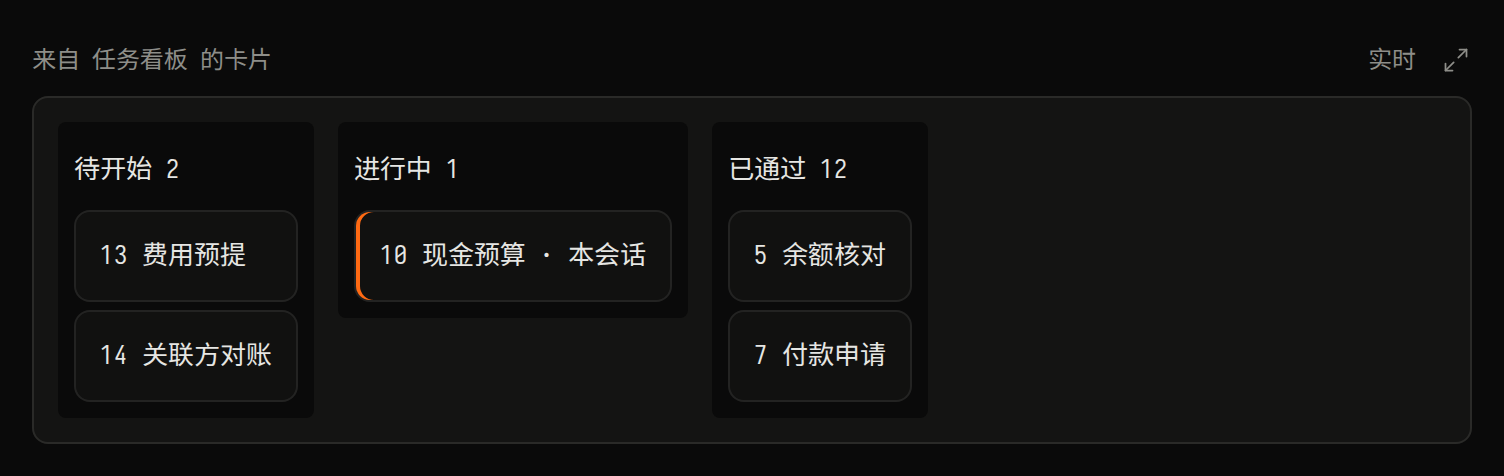 来自 任务看板 的卡片
实时
待开始 2
13 费用预提
14 关联方对账
进行中 1
10 现金预算 · 本会话
已通过 12
5 余额核对
7 付款申请